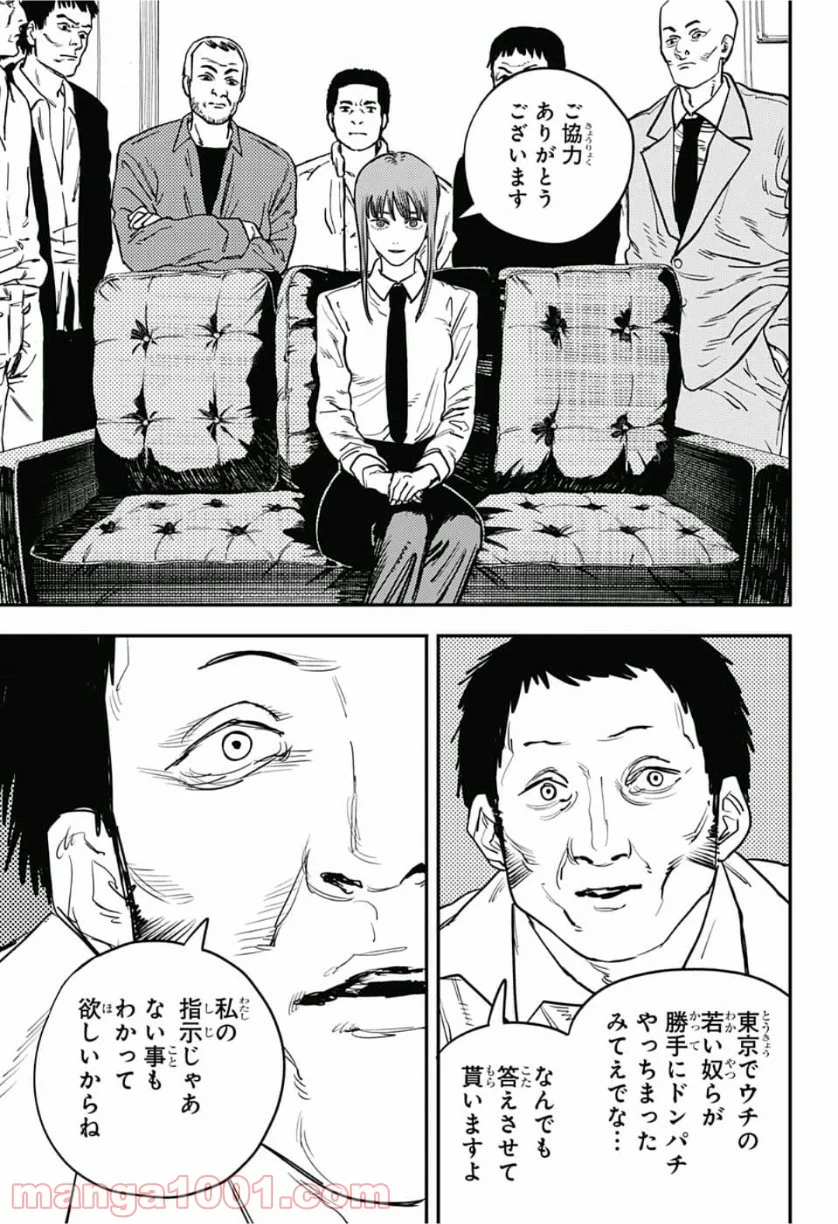 ご協力
ありがとう
ございます
東京でウチの
若い奴らが
勝手にドンパチ
やっちまった
みてえでな…
なんでも
答えさせて
貰いますよ
私の
指示じゃあ
ない事も
わかって
欲しいからね
manga1001.com